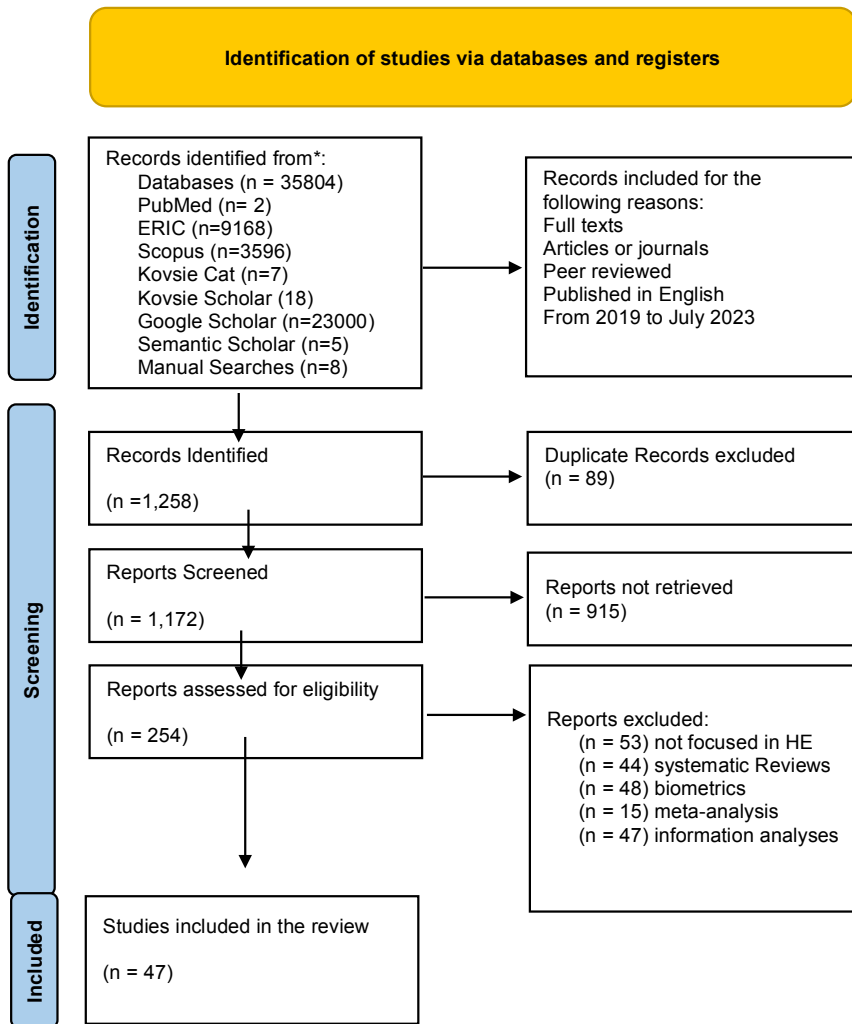 Identification of studies via databases and registers
Identification
Records identified from*:
Databases (n = 35804)
PubMed (n= 2)
ERIC (n=9168)
Scopus (n=3596)
Kovsie Cat (n=7)
Kovsie Scholar (18)
Google Scholar (n=23000)
Semantic Scholar (n=5)
Manual Searches (n=8)
Records included for the
following reasons:
Full texts
Articles or journals
Peer reviewed
Published in English
From 2019 to July 2023
Screening
Records Identified
(n =1,258)
Duplicate Records excluded
(n = 89)
Reports Screened
(n = 1,172)
Reports not retrieved
(n = 915)
Reports assessed for eligibility
(n = 254)
Reports excluded:
(n = 53) not focused in HE
(n = 44) systematic Reviews
(n = 48) biometrics
(n = 15) meta-analysis
(n = 47) information analyses
Included
Studies included in the review
(n = 47)